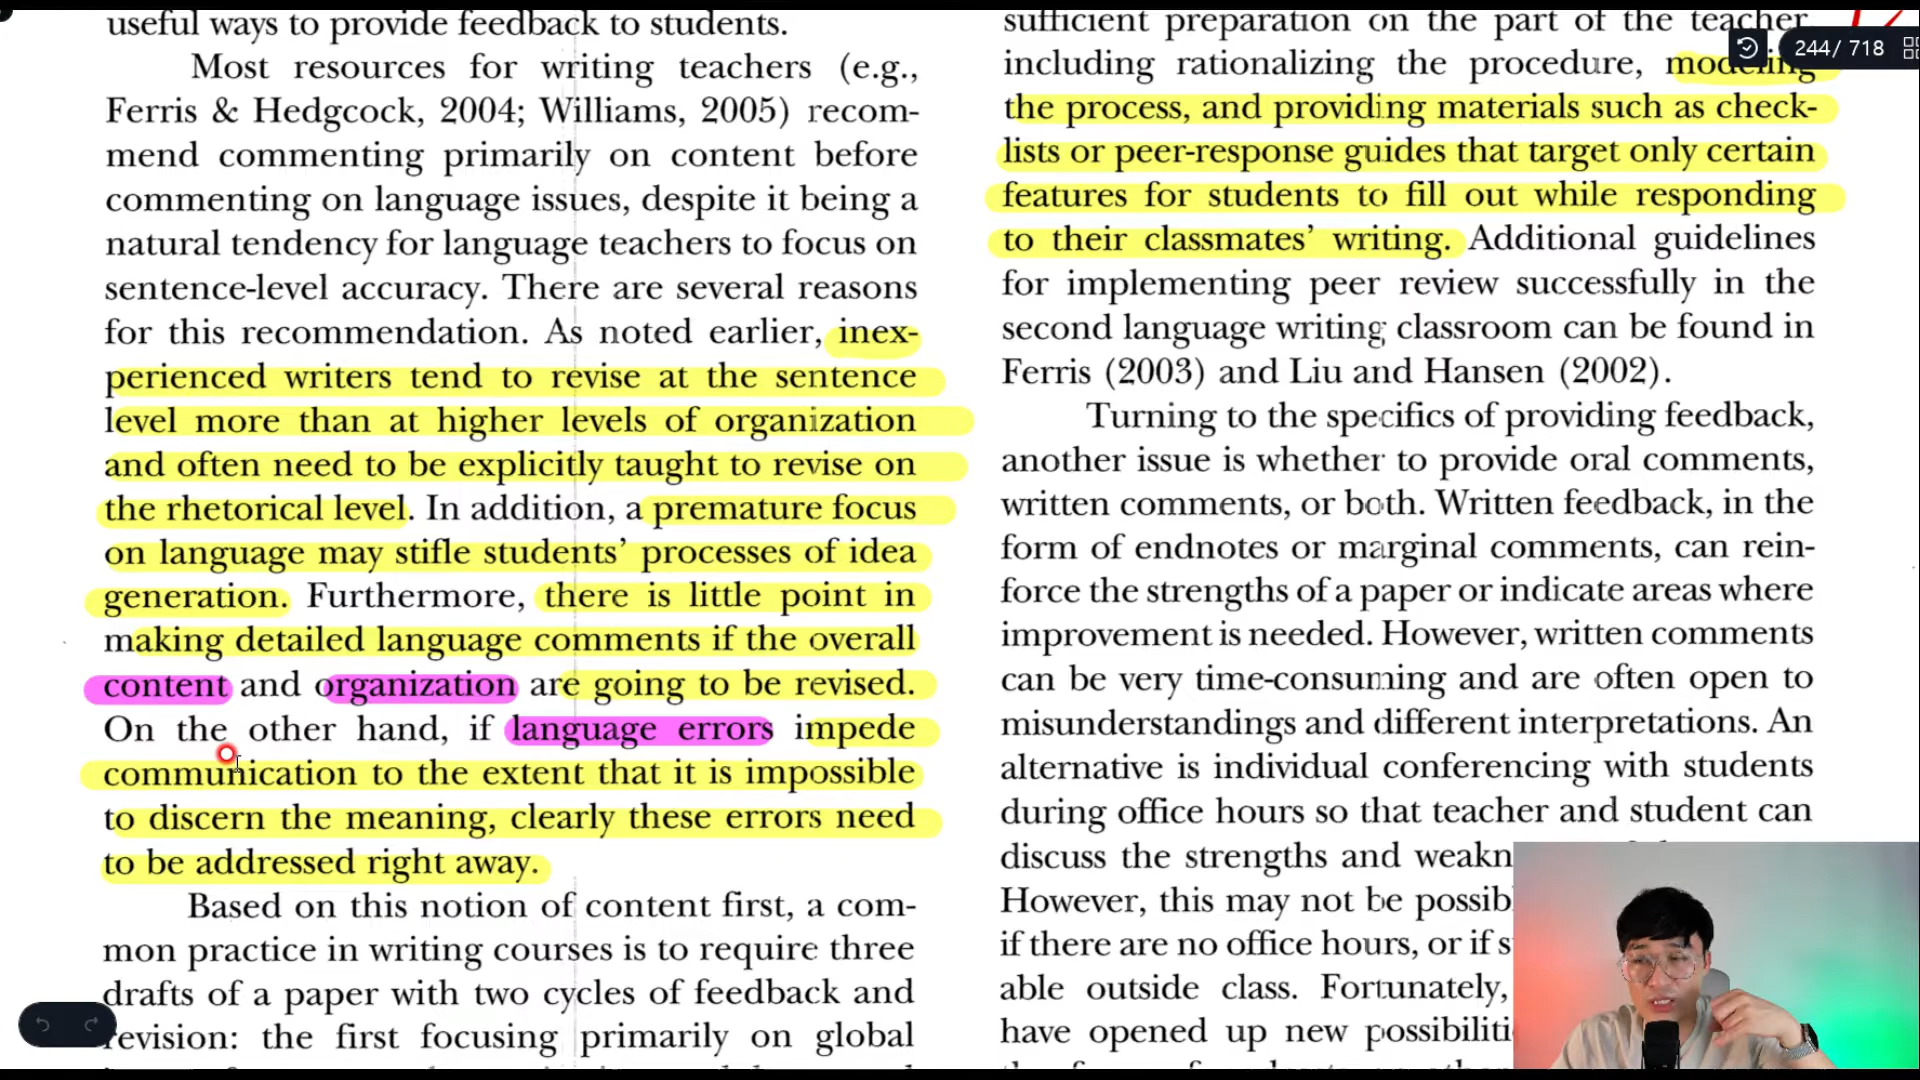 useful ways to provide feedback to students.
Most resources for writing teachers (e.g.,
Ferris & Hedgcock, 2004; Williams, 2005) recom-
mend commenting primarily on content before
commenting on language issues, despite it being a
natural tendency for language teachers to focus on
sentence-level accuracy. There are several reasons
for this recommendation. As noted earlier, inex-
perienced writers tend to revise at the sentence
level more than at higher levels of organization
and often need to be explicitly taught to revise on
the rhetorical level. In addition, a premature focus
on language may stifle students’ processes of idea
generation. Furthermore, there is little point in
making detailed language comments if the overall
content and organization are going to be revised.
On the other hand, if language errors impede
communication to the extent that it is impossible
to discern the meaning, clearly these errors need
to be addressed right away.
Based on this notion of content first, a com-
mon practice in writing courses is to require three
drafts of a paper with two cycles of feedback and
revision: the first focusing primarily on global
sufficient preparation on the part of the teacher,
including rationalizing the procedure, modeling
the process, and providing materials such as check-
lists or peer-response guides that target only certain
features for students to fill out while responding
to their classmates’ writing. Additional guidelines
for implementing peer review successfully in the
second language writing classroom can be found in
Ferris (2003) and Liu and Hansen (2002).
Turning to the specifics of providing feedback,
another issue is whether to provide oral comments,
written comments, or both. Written feedback, in the
form of endnotes or marginal comments, can rein-
force the strengths of a paper or indicate areas where
improvement is needed. However, written comments
can be very time-consuming and are often open to
misunderstandings and different interpretations. An
alternative is individual conferencing with students
during office hours so that teacher and student can
discuss the strengths and
However, this may not be
if there are no office hours, or if
able outside class. Fortunately,
have opened up new
244/ 718